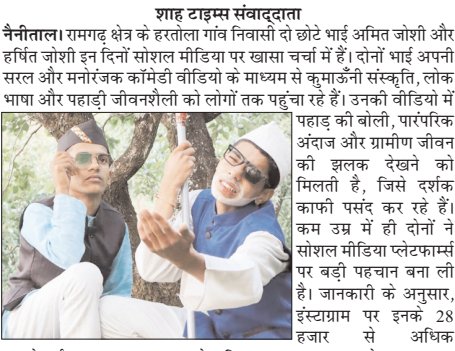 शाह टाइम्स संवाददाता
नैनीताल। रामगढ़ क्षेत्र के हरतोला गांव निवासी दो छोटे भाई अमित जोशी और
हर्षित जोशी इन दिनों सोशल मीडिया पर खासा चर्चा में हैं। दोनों भाई अपनी
सरल और मनोरंजक कॉमेडी वीडियो के माध्यम से कुमाऊँनी संस्कृति, लोक
भाषा और पहाड़ी जीवनशैली को लोगों तक पहुंचा रहे हैं। उनकी वीडियो में
पहाड़ की बोली, पारंपरिक
अंदाज और ग्रामीण जीवन
की झलक देखने को
मिलती है, जिसे दर्शक
काफी पसंद कर रहे हैं।
कम उम्र में ही दोनों ने
सोशल मीडिया प्लेटफार्म्स
पर बड़ी पहचान बना ली
है। जानकारी के अनुसार,
इंस्टाग्राम पर इनके 28
हजार से अधिक